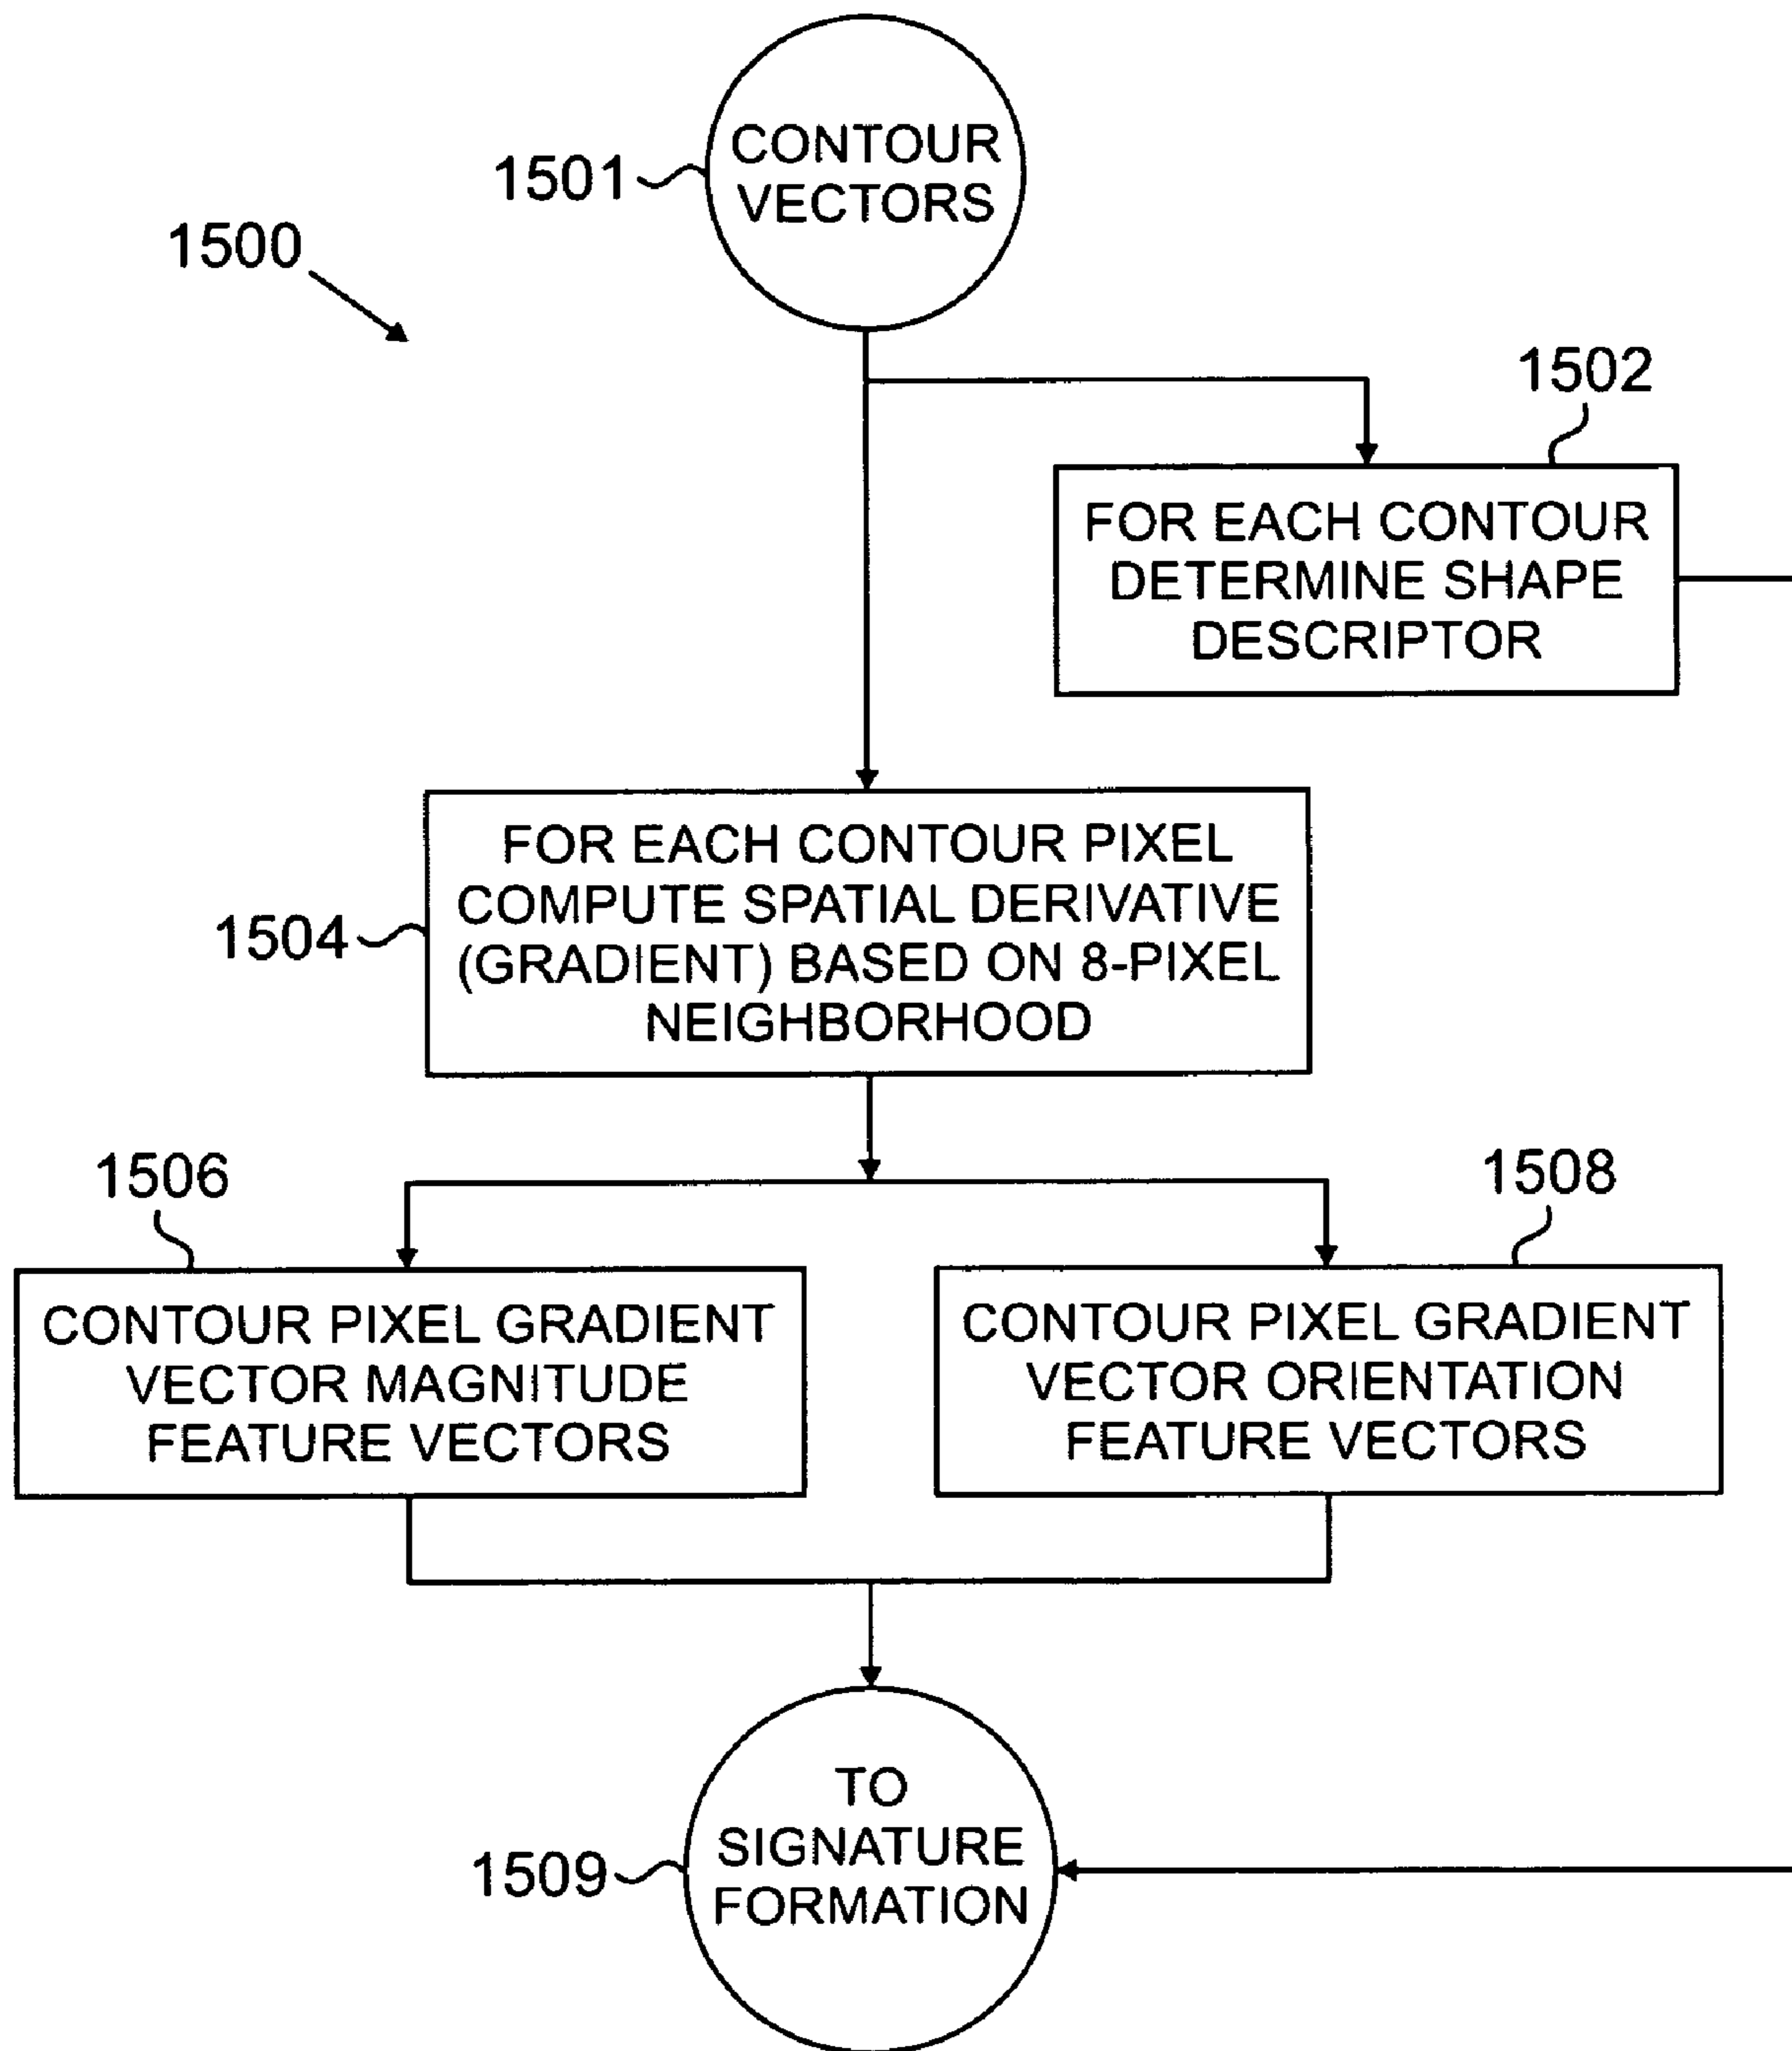 CONTOUR
VECTORS
1501
1500
1502
FOR EACH CONTOUR
DETERMINE SHAPE
DESCRIPTOR
FOR EACH CONTOUR PIXEL
COMPUTE SPATIAL DERIVATIVE
(GRADIENT) BASED ON 8-PIXEL
NEIGHBORHOOD
1504
1506
1508
CONTOUR PIXEL GRADIENT
VECTOR MAGNITUDE
FEATURE VECTORS
CONTOUR PIXEL GRADIENT
VECTOR ORIENTATION
FEATURE VECTORS
TO
SIGNATURE
FORMATION
1509